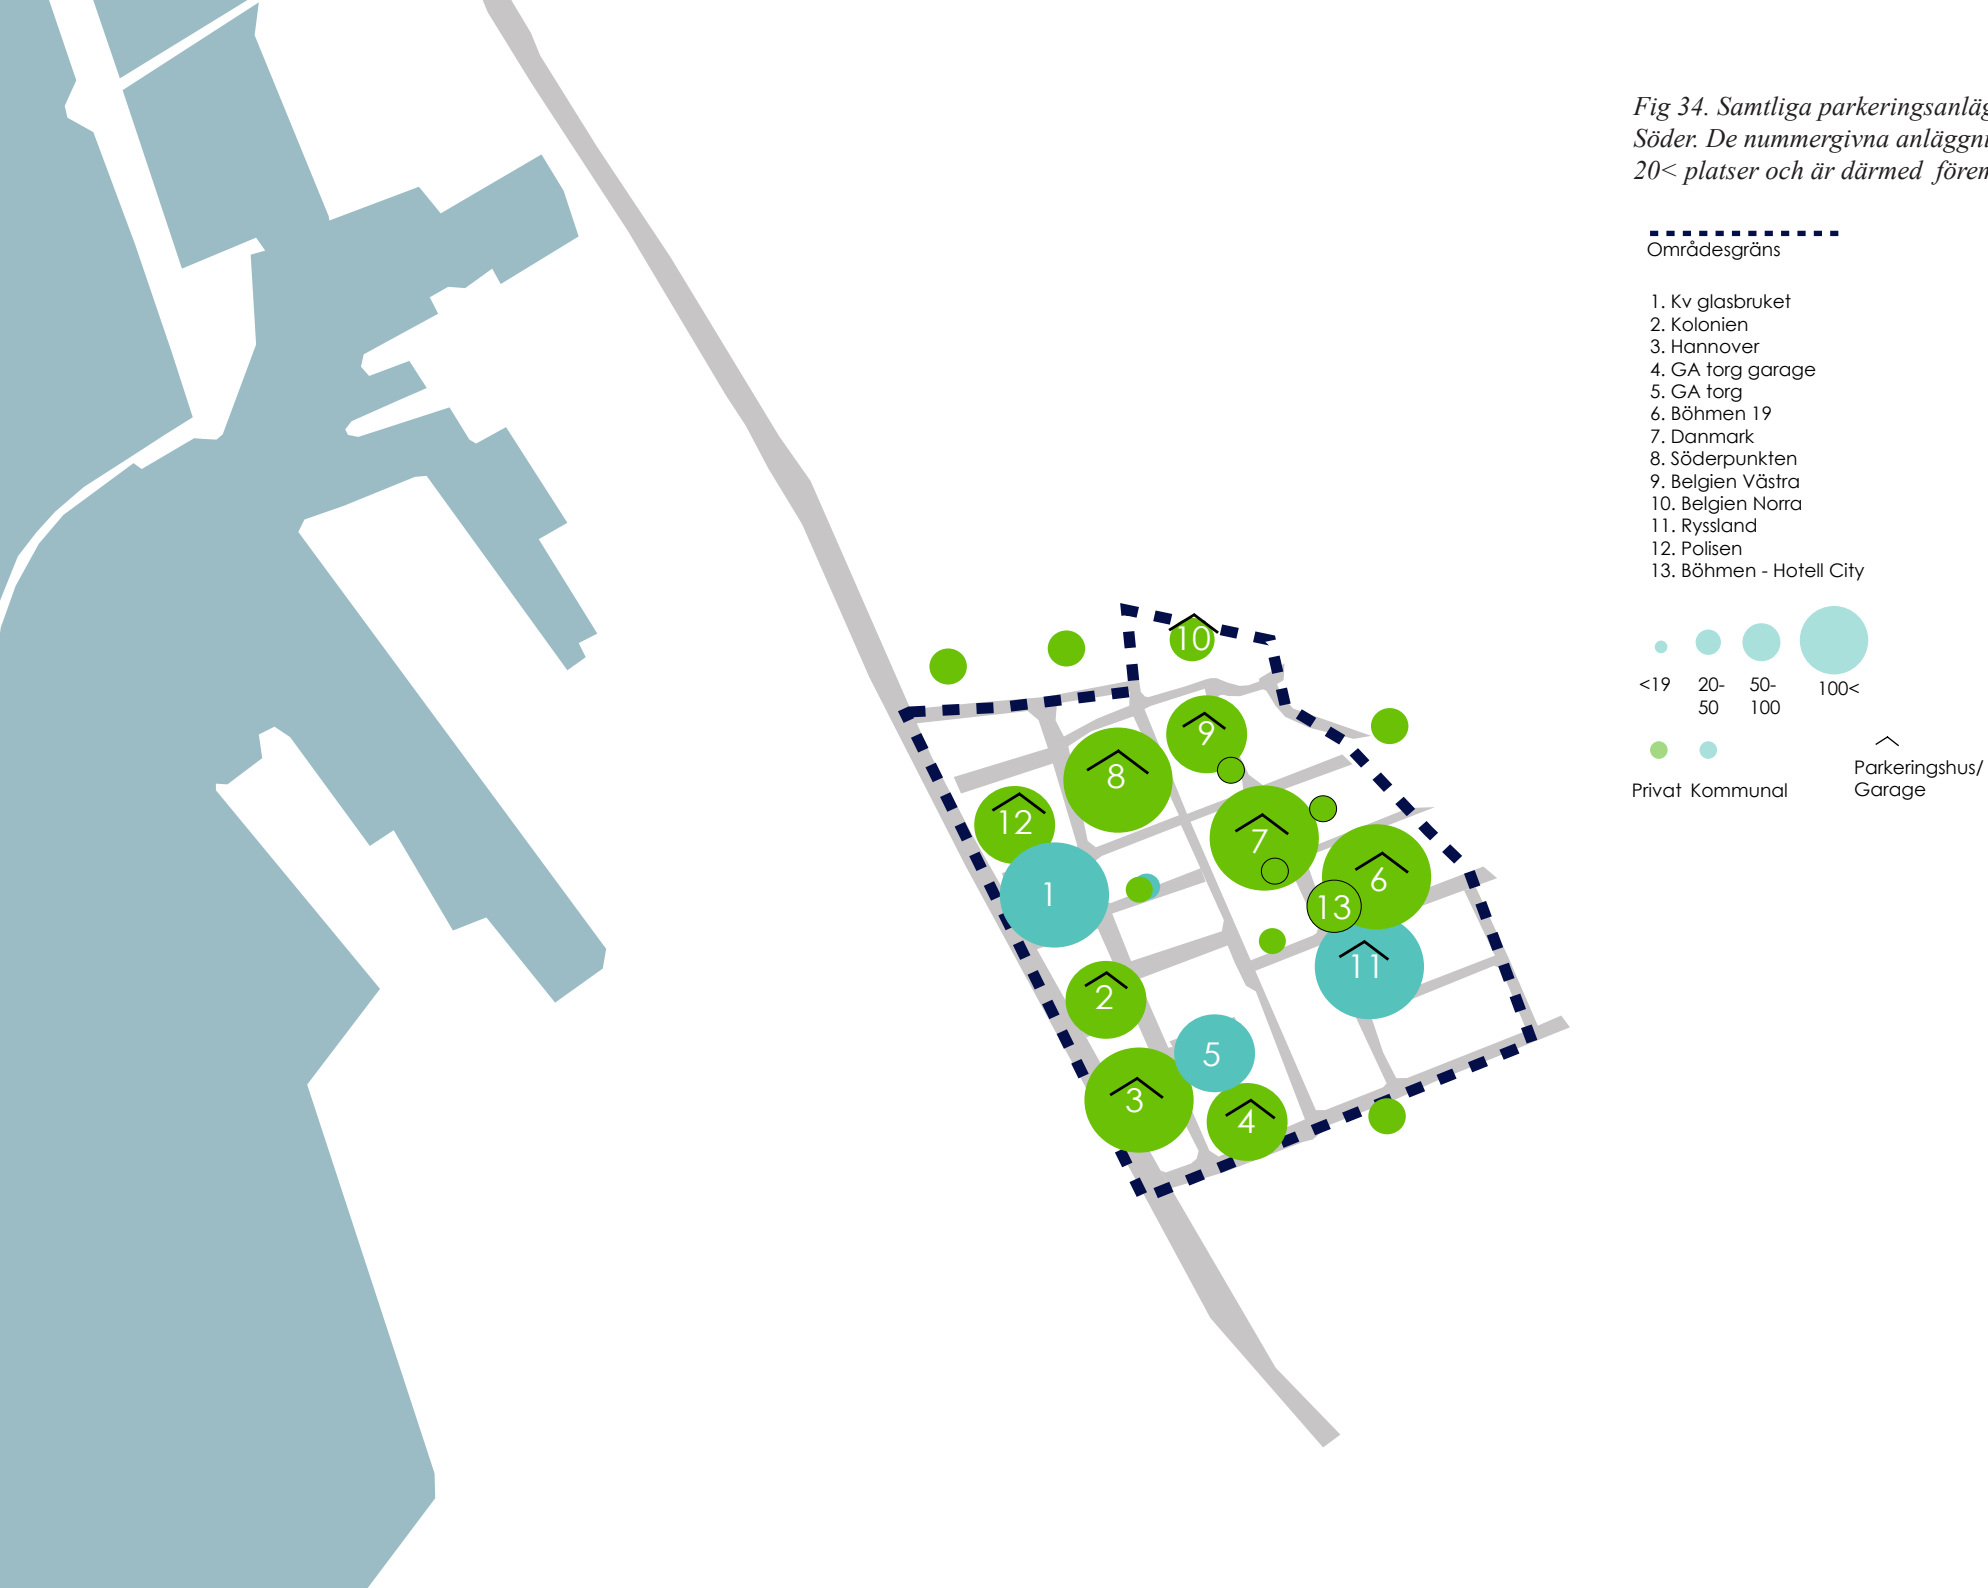 Fig 34. Samtliga parkeringsanläg
Söder. De nummergivna anläggni
20< platser och är därmed fören
Områdesgräns
1. Kv glasbruket
2. Kolonien
3. Hannover
4. GA torg garage
5. GA torg
6. Böhmen 19
7. Danmark
8. Söderpunkten
9. Belgien Västra
10. Belgien Norra
11. Ryssland
12. Polisen
13. Böhmen - Hotell City
<19 20-50 50-100 100<
Privat Kommunal
Parkeringshus/
Garage
10
9
8
12
7
6
1
13
11
2
5
3
4